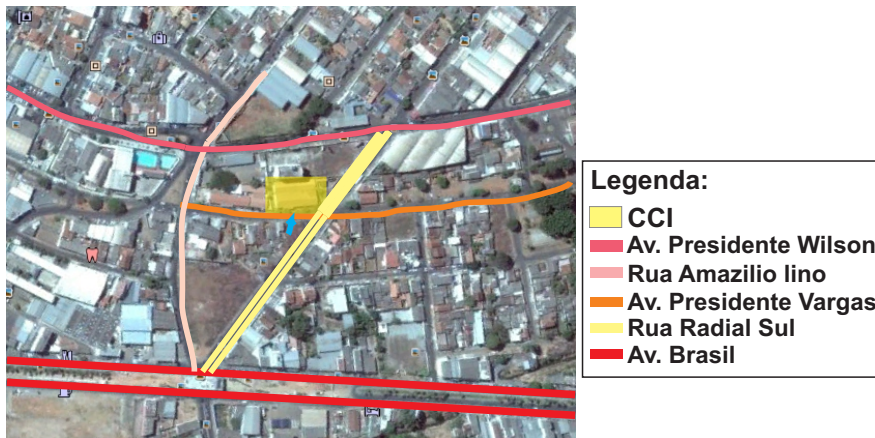 Legenda:
CCI
Av. Presidente Wilson
Rua Amazilio lino
Av. Presidente Vargas
Rua Radial Sul
Av. Brasil